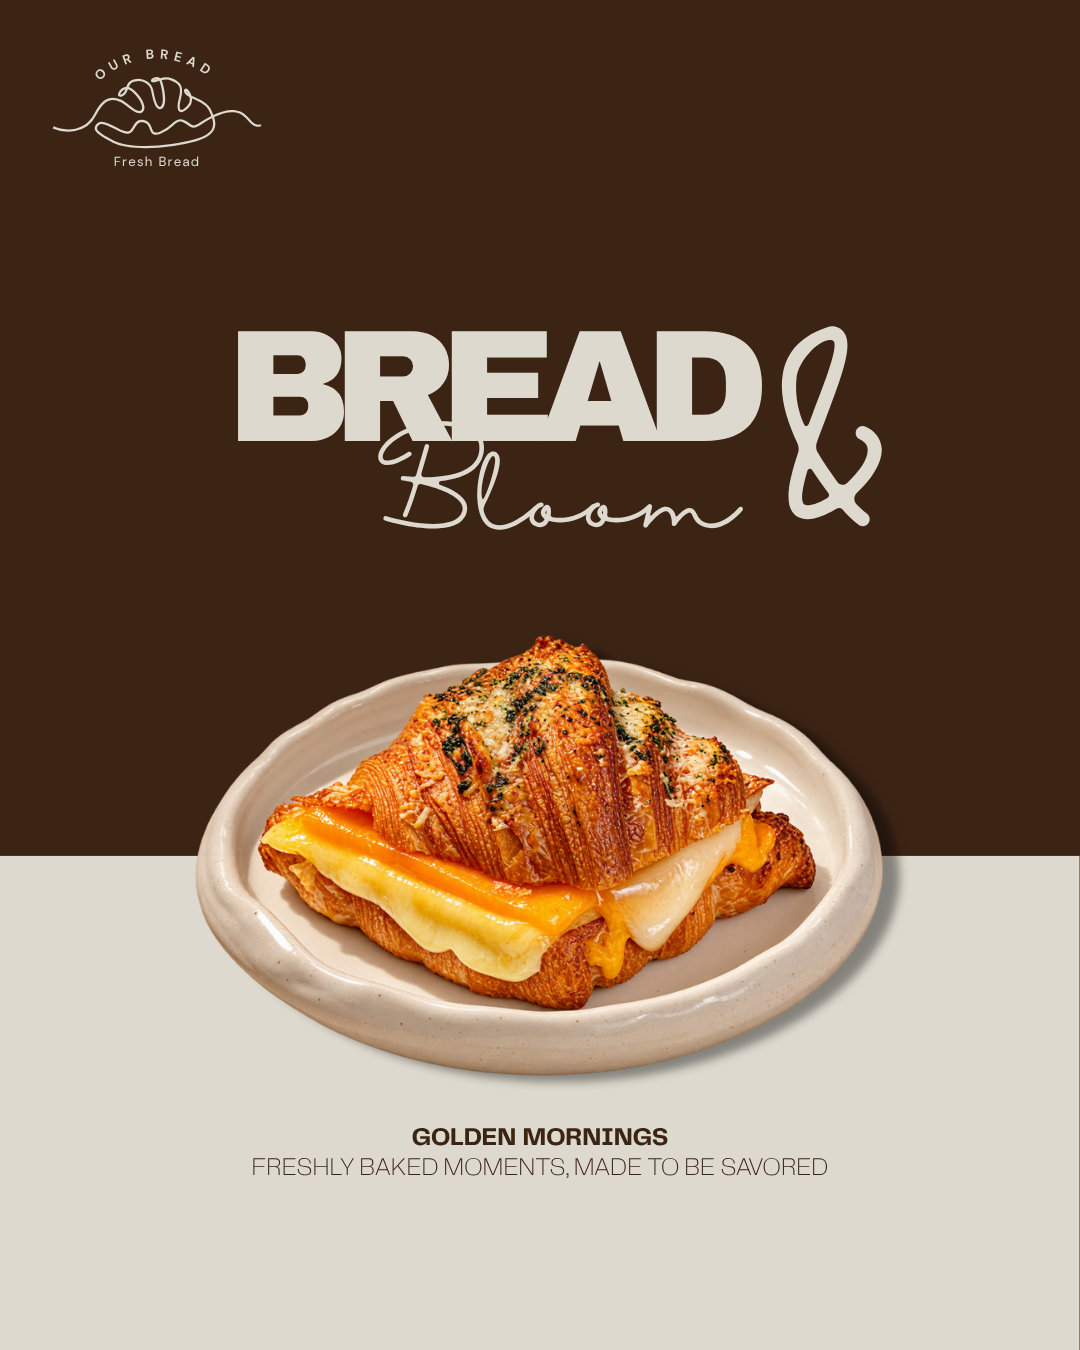 OUR BREAD
Fresh Bread
BREAD &
Bloom
GOLDEN MORNINGS
FRESHLY BAKED MOMENTS, MADE TO BE SAVORED